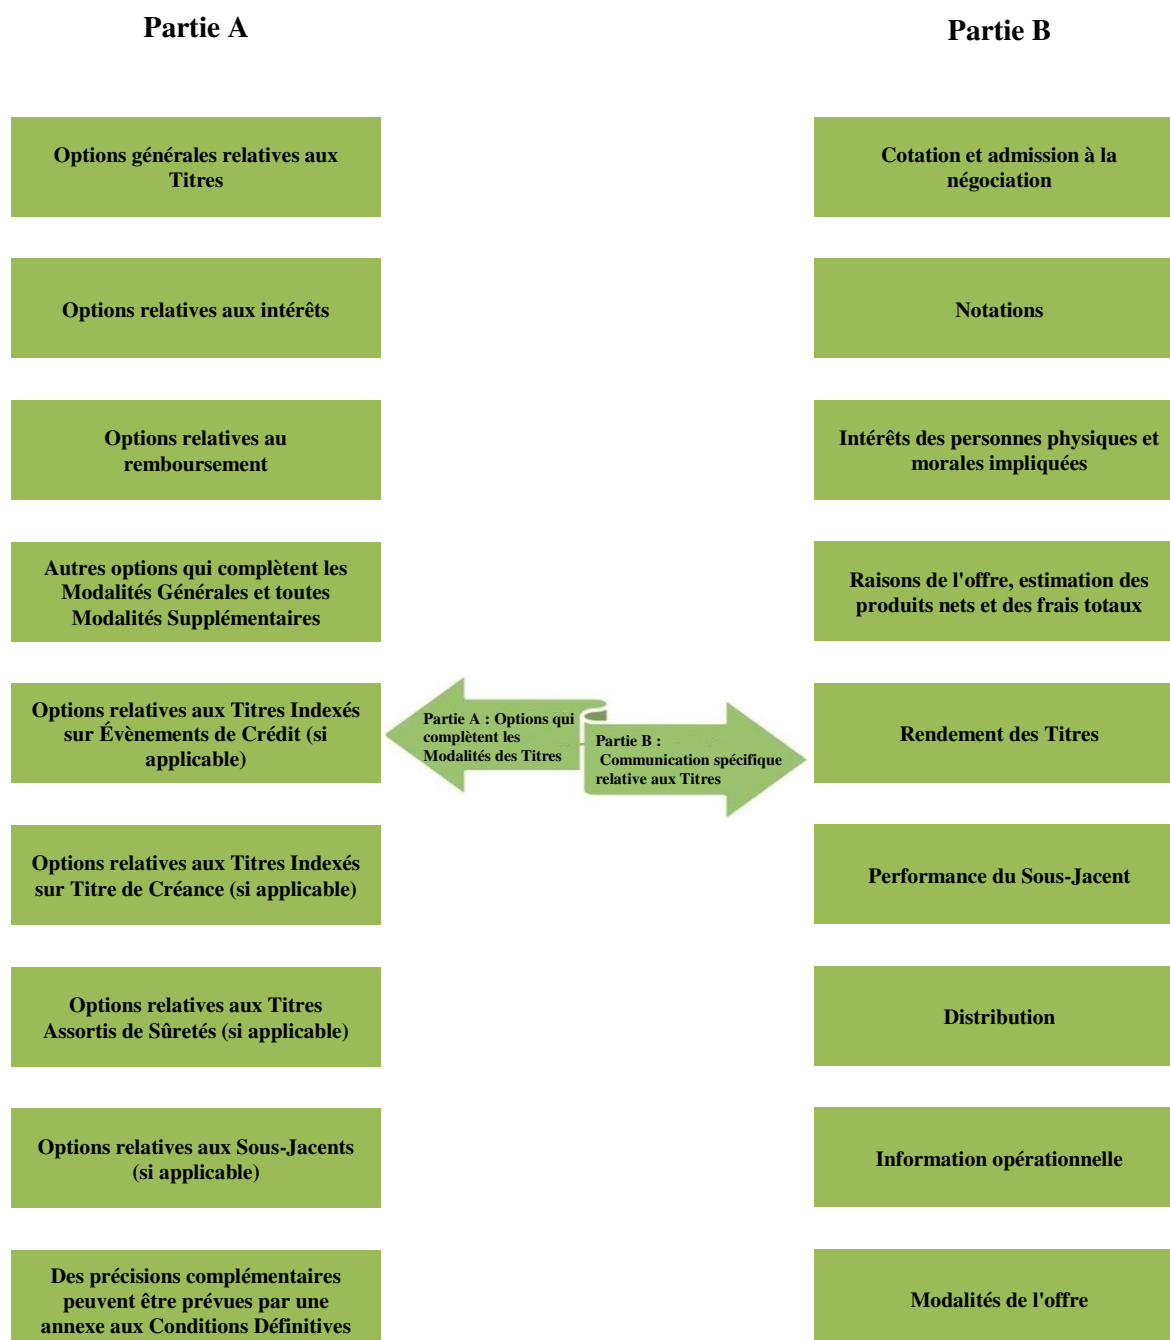 Partie A
Partie B
Options générales relatives aux
Titres
Cotation et admission à la
négociation
Options relatives aux intérêts
Notations
Options relatives au
remboursement
Intérêts des personnes physiques et
morales impliquées
Autres options qui complètent les
Modalités Générales et toutes
Modalités Supplémentaires
Raisons de l'offre, estimation des
produits nets et des frais totaux
Options relatives aux Titres Indexés
sur Évènements de Crédit (si
applicable)
Partie A : Options qui
complètent les
Modalités des Titres
Partie B :
Communication spécifique
relative aux Titres
Rendement des Titres
Options relatives aux Titres Indexés
sur Titre de Créance (si applicable)
Performance du Sous-Jacent
Options relatives aux Titres
Assortis de Sûretés (si applicable)
Distribution
Options relatives aux Sous-Jacents
(si applicable)
Information opérationnelle
Des précisions complémentaires
peuvent être prévues par une
annexe aux Conditions Définitives
Modalités de l'offre